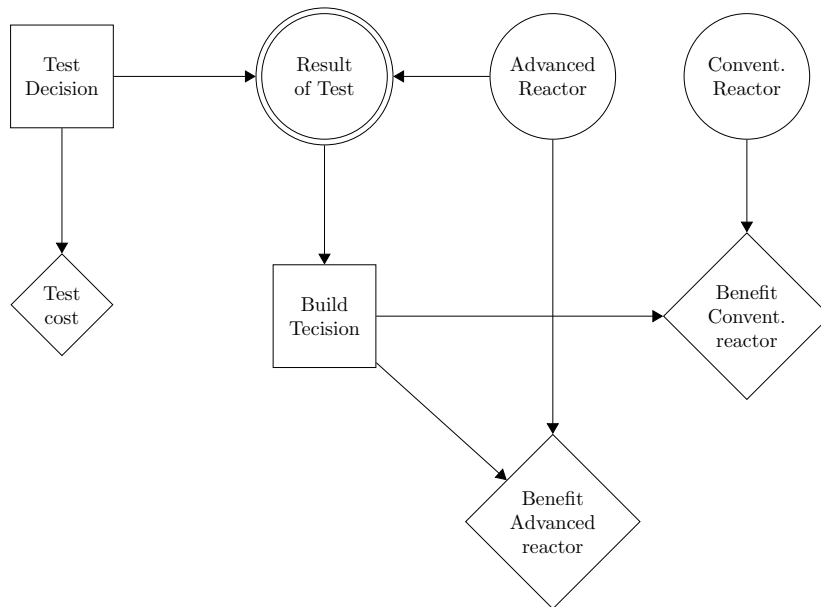 Test
Decision
Result
of Test
Advanced
Reactor
Convent.
Reactor
Test
cost
Build
Tecision
Benefit
Convent.
reactor
Benefit
Advanced
reactor